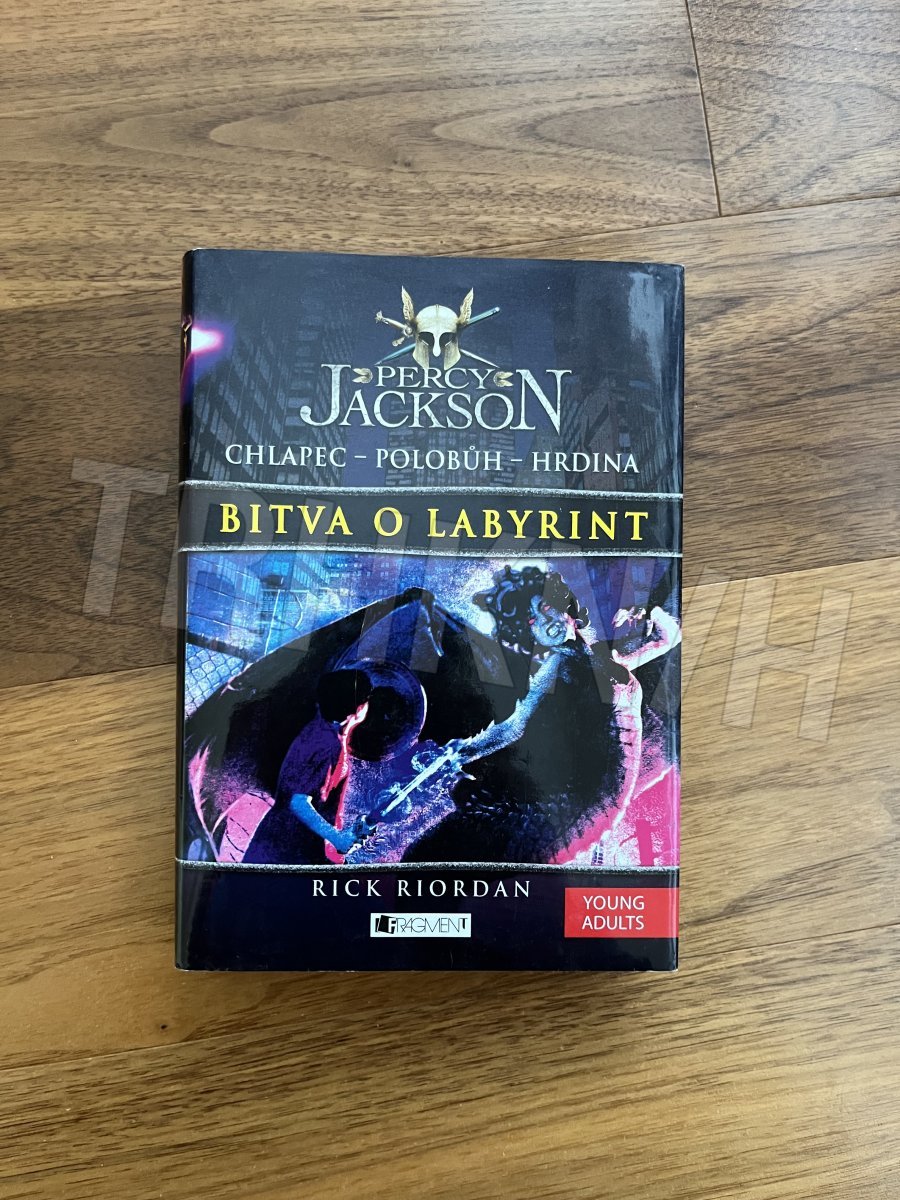 PERCY
JACKSON
CHLAPEC – POLOBŮH – HRDINA
BITVA O LABYRINT
RICK RIORDAN
FRAGMENT
YOUNG
ADULTS